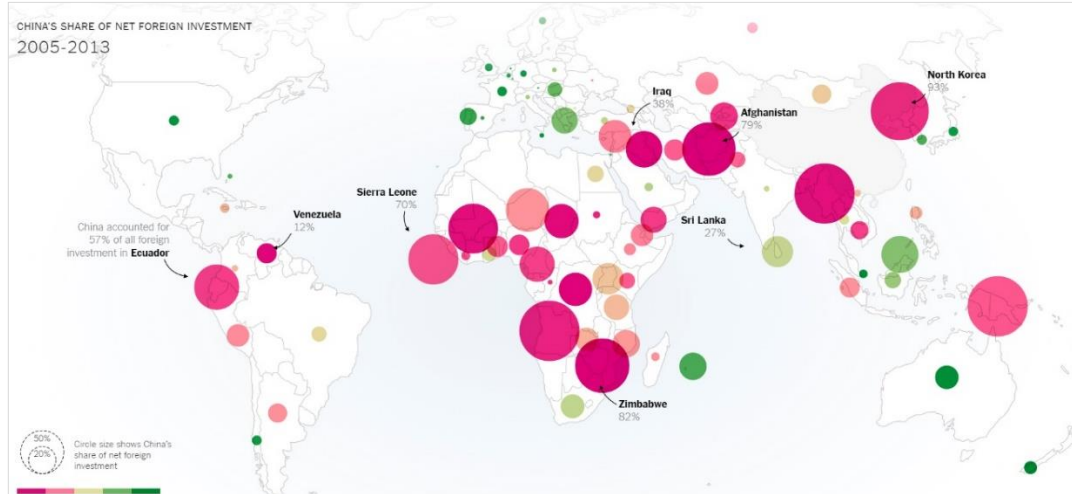 CHINA'S SHARE OF NET FOREIGN INVESTMENT
2005-2013
North Korea
93%
Iraq
38%
Afghanistan
79%
Sierra Leone
70%
Venezuela
12%
Sri Lanka
27%
China accounted for
57% of all foreign
investment in Ecuador
Zimbabwe
82%
50%
20%
Circle size shows China's
share of net foreign
investment